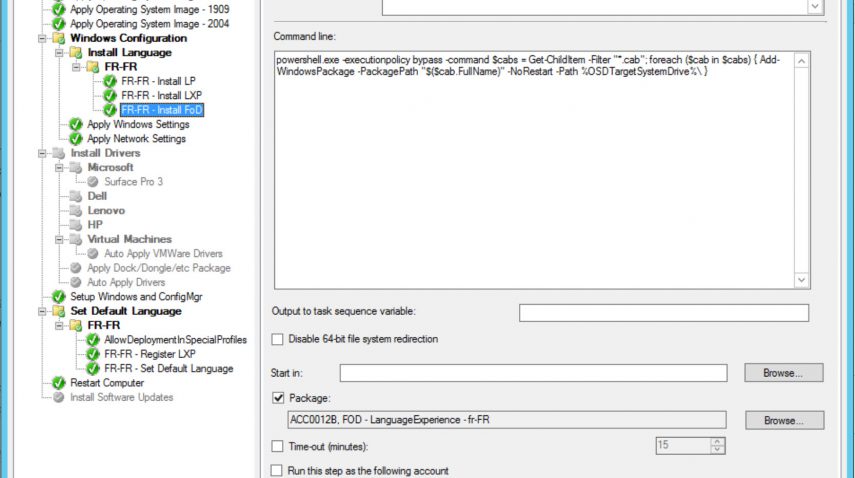 Apply Operating System Image - 1909
Apply Operating System Image - 2004
Windows Configuration
Install Language
FR-FR
FR-FR - Install LP
FR-FR - Install LXP
FR-FR - Install FoD
Apply Windows Settings
Apply Network Settings
Install Drivers
Microsoft
Surface Pro 3
Dell
Lenovo
HP
Virtual Machines
Auto Apply VMWare Drivers
Apply Dock/Dongle/etc Package
Auto Apply Drivers
Setup Windows and ConfigMgr
Set Default Language
FR-FR
AllowDeploymentInSpecialProfiles
FR-FR - Register LXP
FR-FR - Set Default Language
Restart Computer
Install Software Updates
Command line:
powershell.exe -executionpolicy bypass -command $cabs = Get-ChildItem -Filter "*.cab"; foreach ($cab in $cabs) { Add-
WindowsPackage -PackagePath "$($cab.FullName)" -NoRestart -Path %OSDTargetSystemDrive%\ }
Output to task sequence variable:
Disable 64-bit file system redirection
Start in:
Browse...
Package:
ACC0012B, FOD - LanguageExperience - fr-FR
Browse...
Time-out (minutes):
15
Run this step as the following account